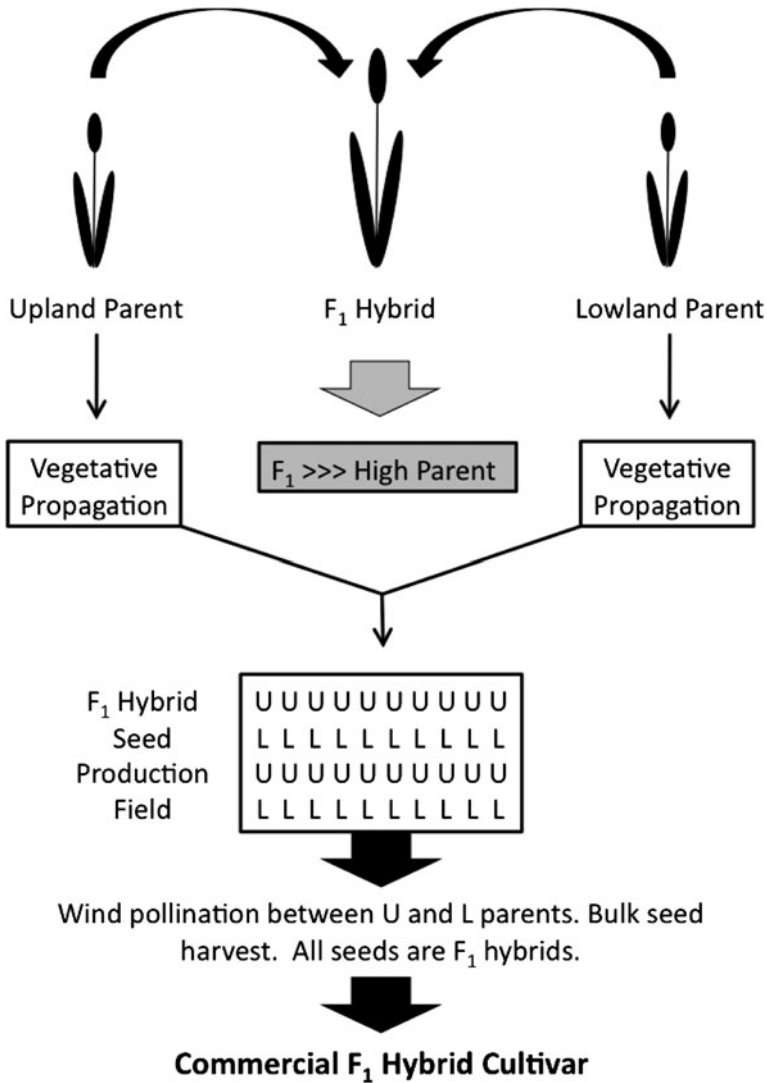 Upland Parent
F₁ Hybrid
Lowland Parent
Vegetative
Propagation
F₁ >>> High Parent
Vegetative
Propagation
F₁ Hybrid
Seed
Production
Field
U U U U U U U U U U
L L L L L L L L L L
U U U U U U U U U U
L L L L L L L L L L
Wind pollination between U and L parents. Bulk seed
harvest. All seeds are F₁ hybrids.
Commercial F₁ Hybrid Cultivar